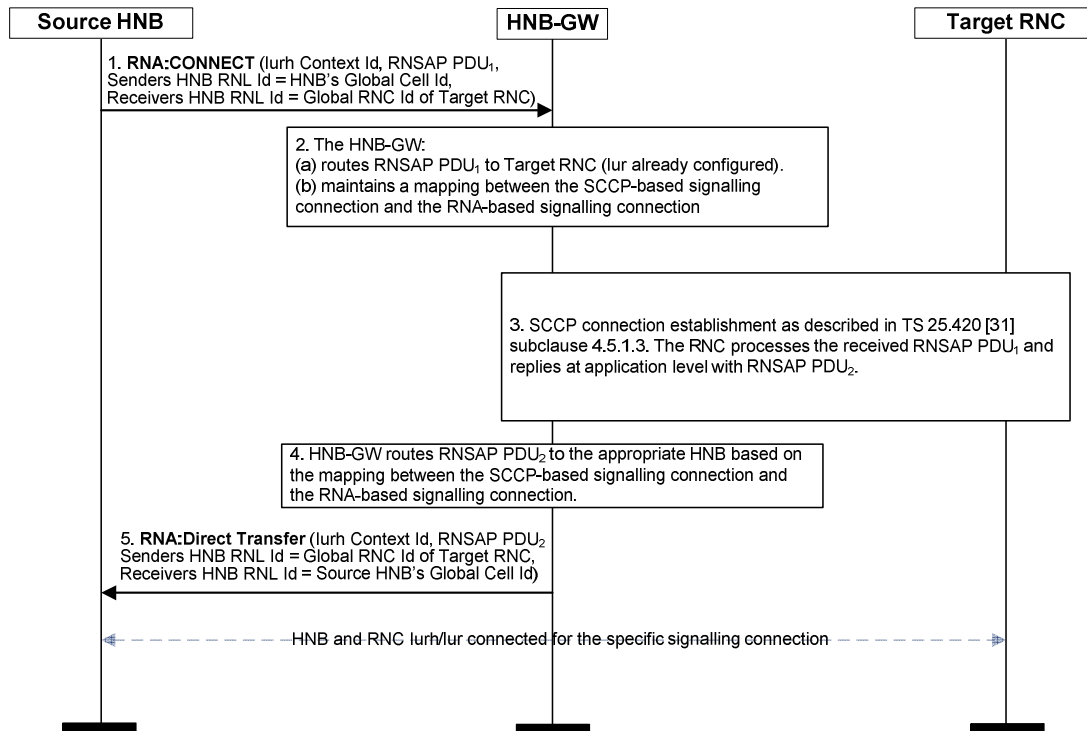 Source HNB
HNB-GW
Target RNC
1. RNA:CONNECT (Iurh Context Id, RNSAP PDU₁,
Senders HNB RNL Id = HNB's Global Cell Id,
Receivers HNB RNL Id = Global RNC Id of Target RNC)
2. The HNB-GW:
(a) routes RNSAP PDU₁ to Target RNC (Iur already configured).
(b) maintains a mapping between the SCCP-based signalling
connection and the RNA-based signalling connection
3. SCCP connection establishment as described in TS 25.420 [31]
subclause 4.5.1.3. The RNC processes the received RNSAP PDU₁ and
replies at application level with RNSAP PDU₂.
4. HNB-GW routes RNSAP PDU₂ to the appropriate HNB based on
the mapping between the SCCP-based signalling connection and
the RNA-based signalling connection.
5. RNA:Direct Transfer (Iurh Context Id, RNSAP PDU₂
Senders HNB RNL Id = Global RNC Id of Target RNC,
Receivers HNB RNL Id = Source HNB's Global Cell Id)
HNB and RNC Iurh/Iur connected for the specific signalling connection